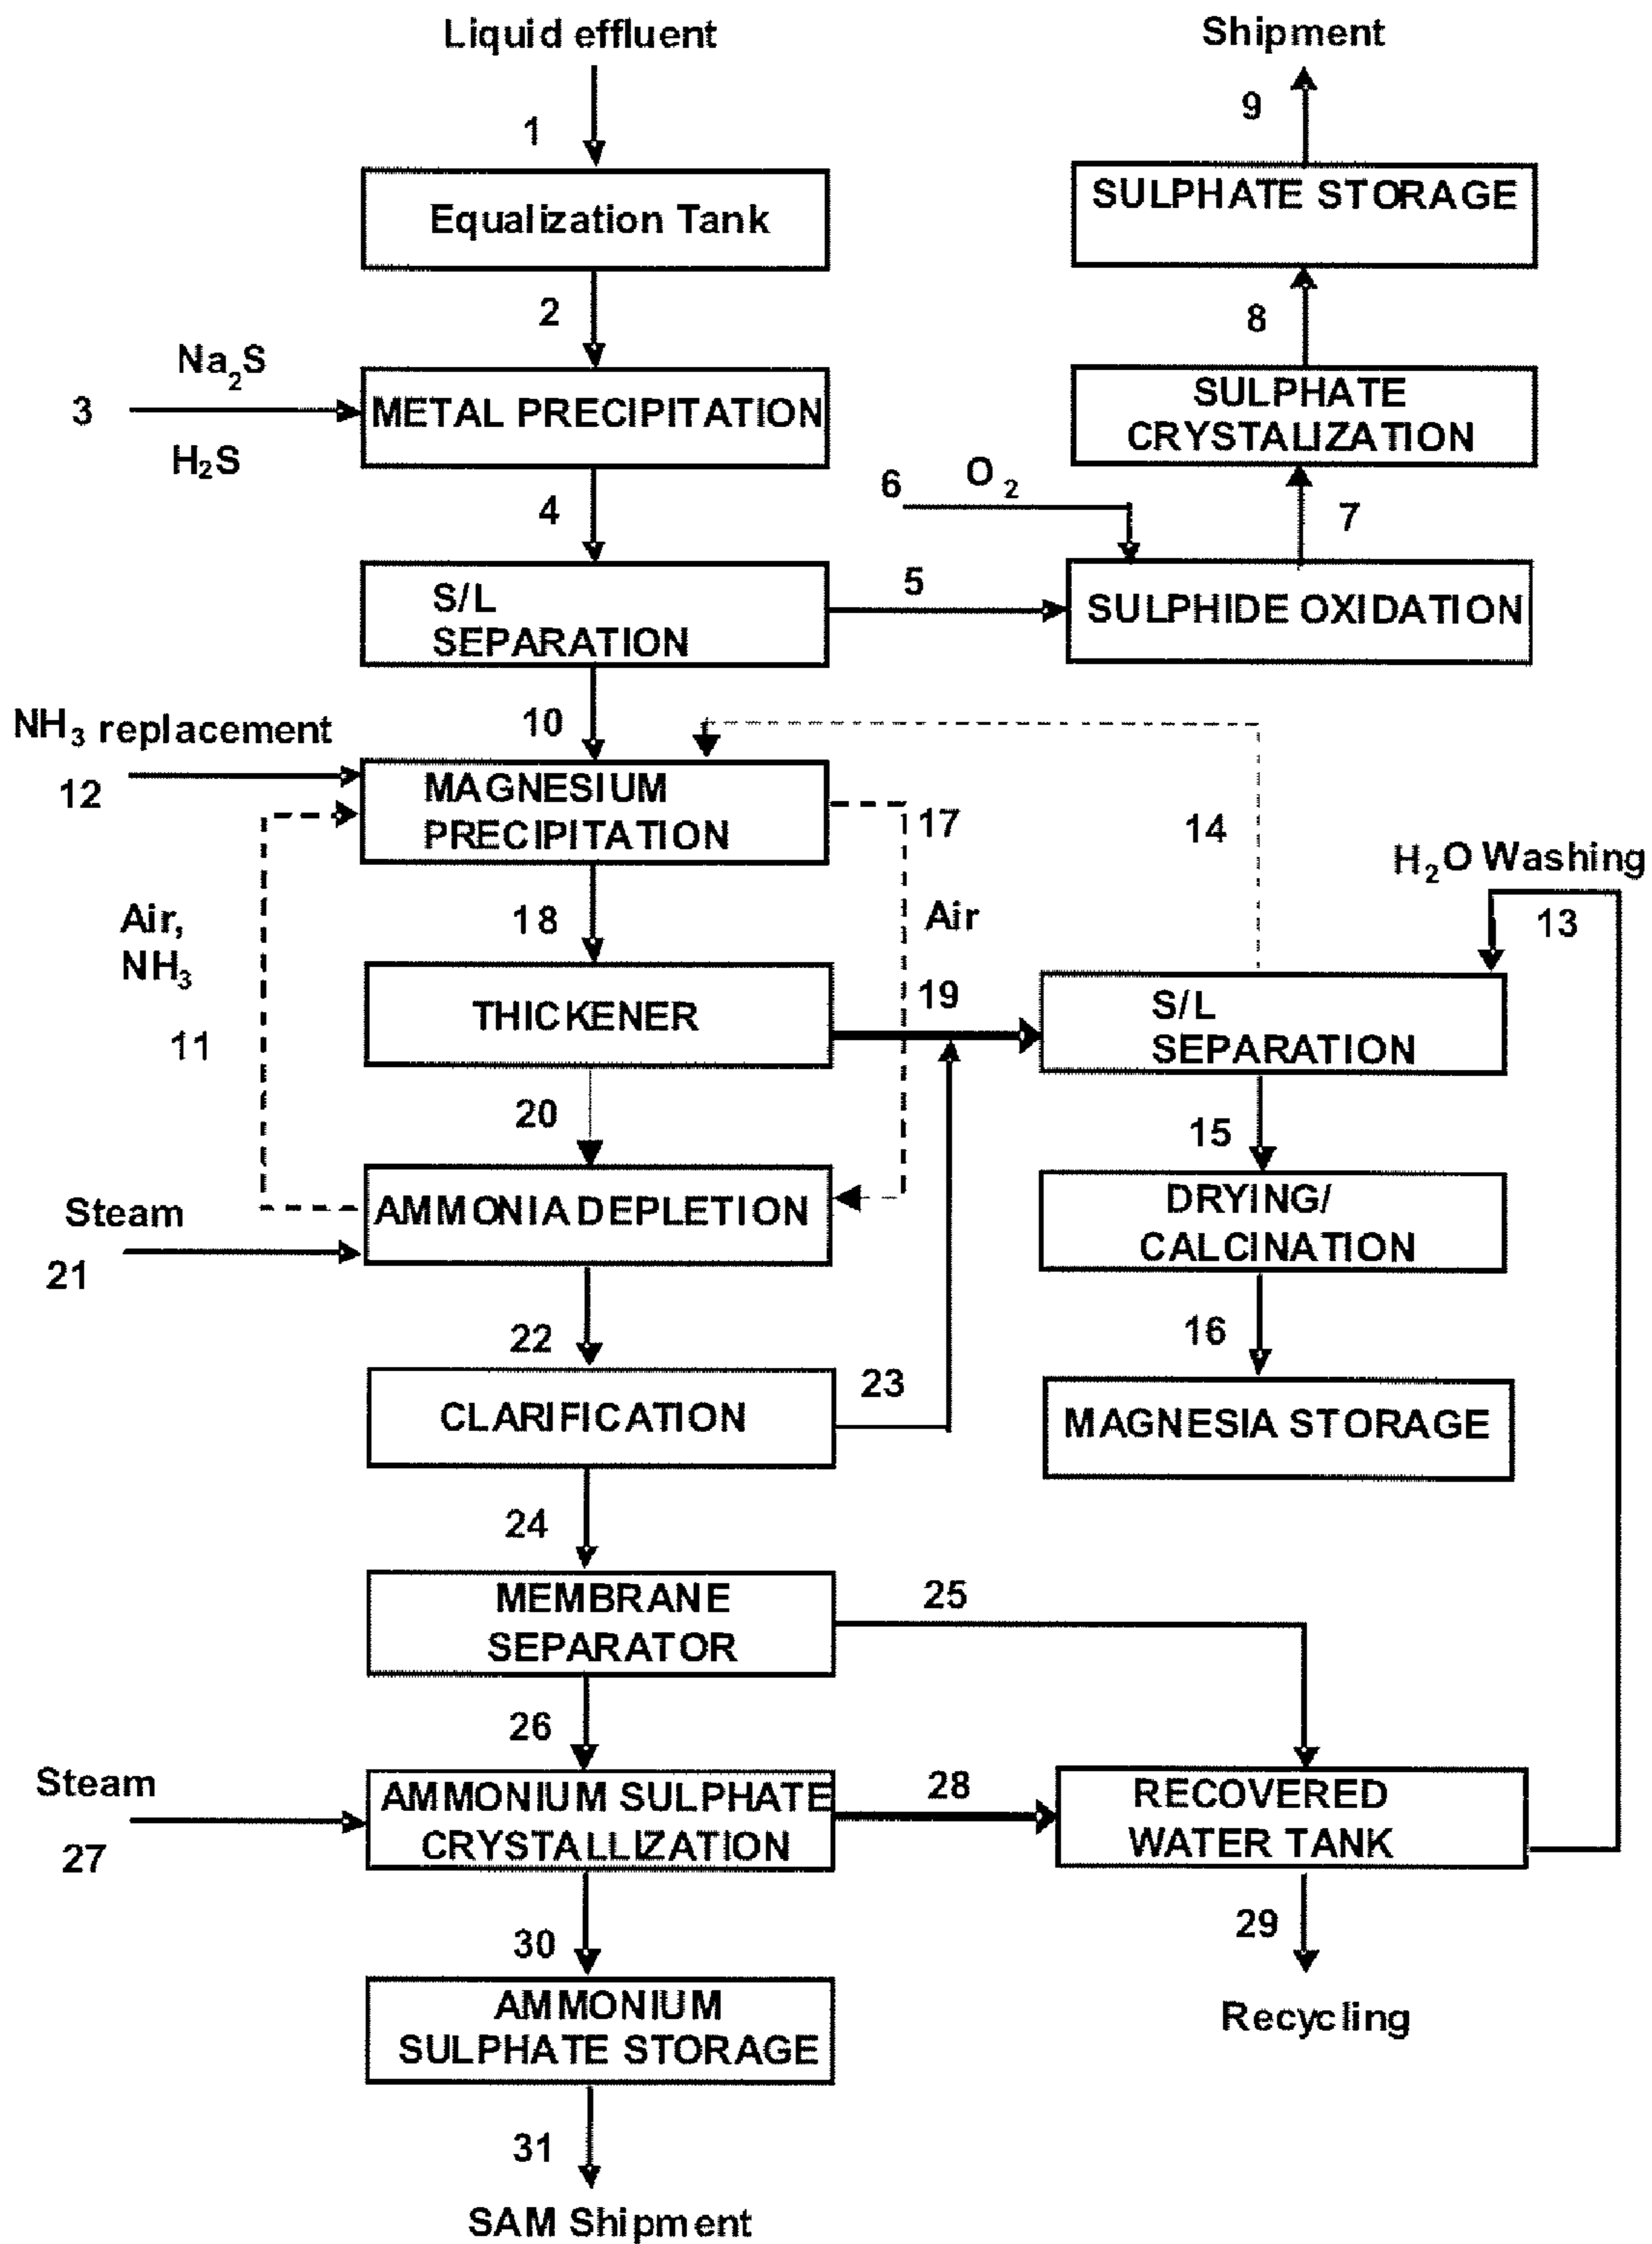 Liquid effluent
Shipment
1
9
Equalization Tank
SULPHATE STORAGE
2
8
Na2S
3
H2S
METAL PRECIPITATION
SULPHATE
CRYSTALIZATION
4
6
O2
7
S/L
SEPARATION
5
SULPHIDE OXIDATION
NH3 replacement
12
10
MAGNESIUM
PRECIPITATION
17
14
H2O Washing
13
Air,
NH3
11
18
Air
THICKENER
19
S/L
SEPARATION
20
15
Steam
21
AMMONIA DEPLETION
DRYING/
CALCINATION
22
16
CLARIFICATION
23
MAGNESIA STORAGE
24
MEMBRANE
SEPARATOR
25
26
Steam
27
AMMONIUM SULPHATE
CRYSTALLIZATION
28
RECOVERED
WATER TANK
30
29
AMMONIUM
SULPHATE STORAGE
Recycling
31
SAM Shipment